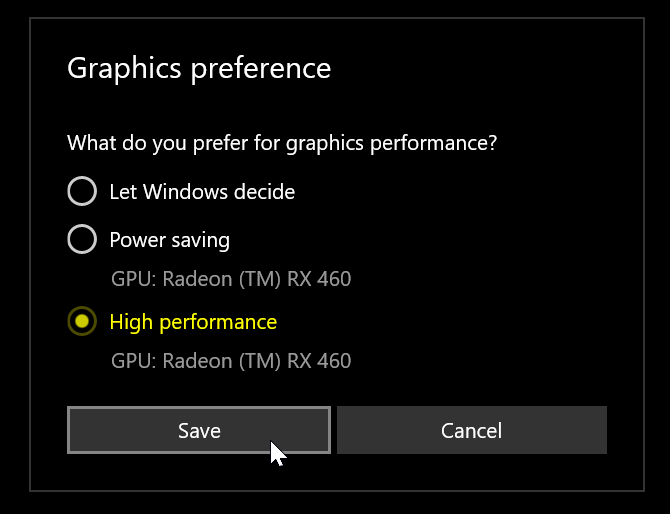 Graphics preference
What do you prefer for graphics performance?
Let Windows decide
Power saving
GPU: Radeon (TM) RX 460
High performance
GPU: Radeon (TM) RX 460
Save
Cancel